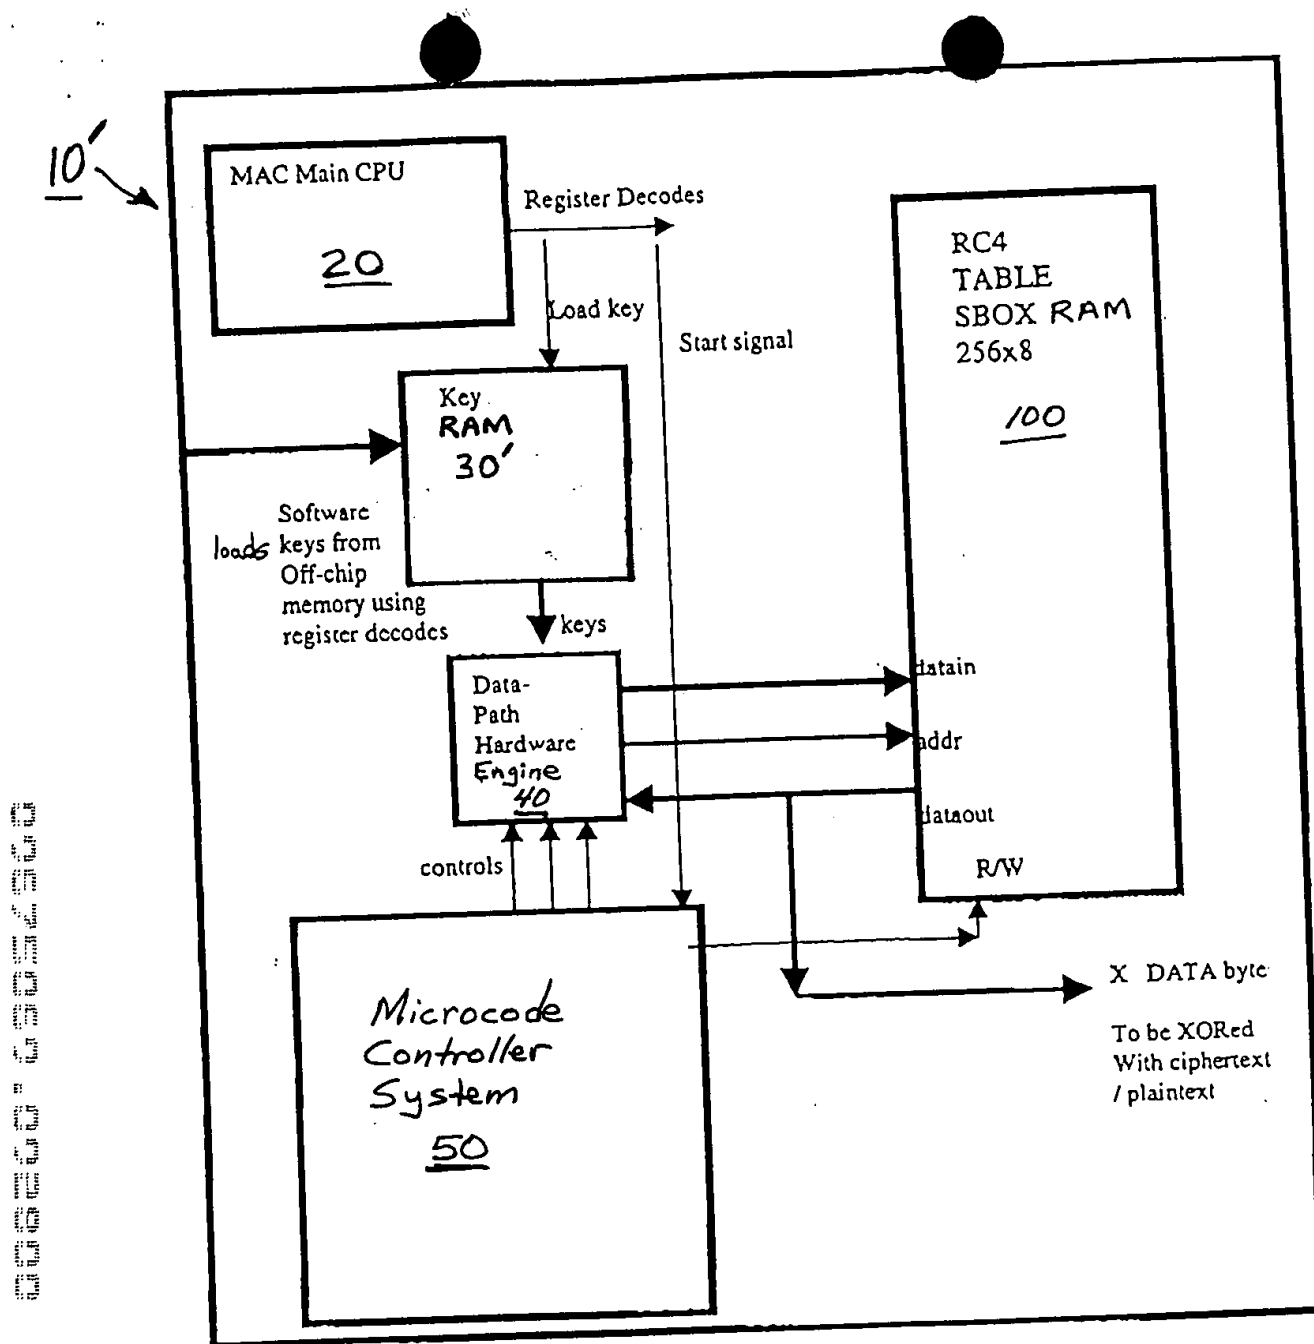 10'
MAC Main CPU
20
Register Decodes
Load key
Start signal
RC4
TABLE
SBOX RAM
256x8
100
Key
RAM
30'
Software
loads keys from
Off-chip
memory using
register decodes
keys
Data-
Path
Hardware
Engine
40
datain
addr
dataout
R/W
controls
Microcode
Controller
System
50
X DATA byte
To be XORed
With ciphertext
/ plaintext